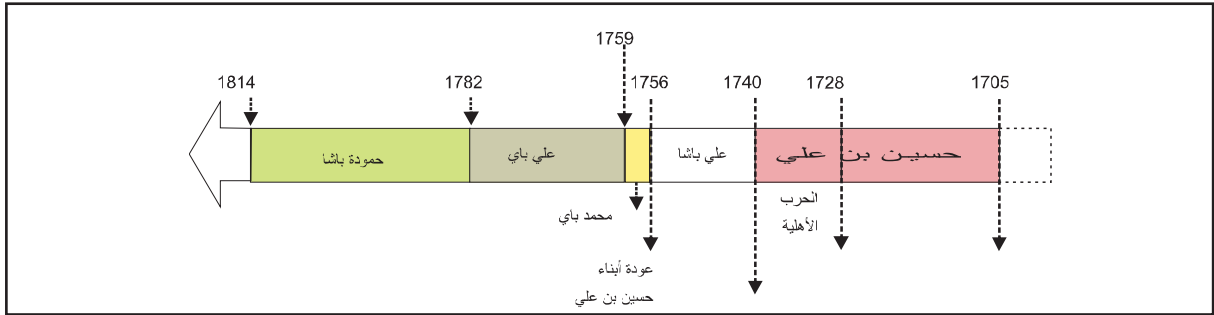 1759
1705 1728 1740 1756 1782 1814
حسين بن علي علي باشا علي باي حمودة باشا
الحرب
الأهلية
محمد باي
عودة أبناء
حسين بن علي